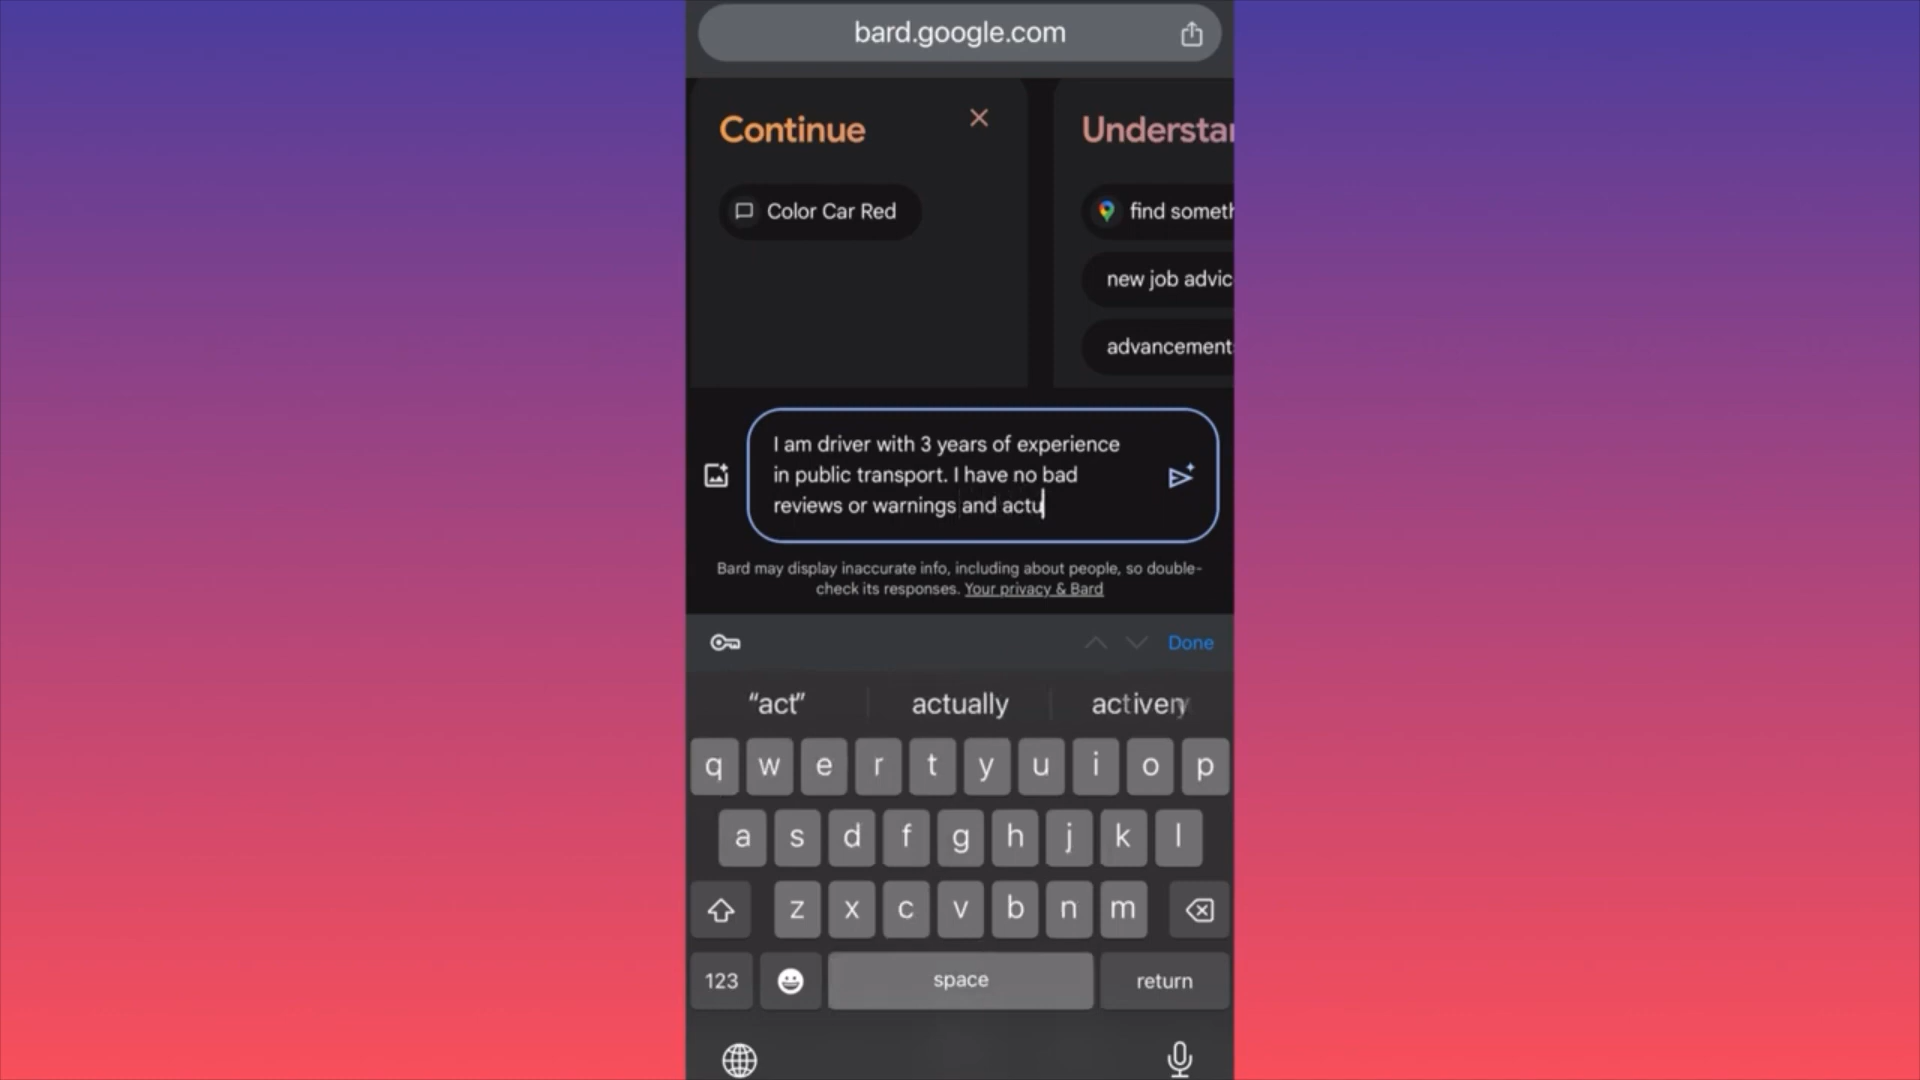 bard.google.com
Continue
Understa
Color Car Red
find someth
new job advic
advancement
I am driver with 3 years of experience
in public transport. I have no bad
reviews or warnings and actu
Bard may display inaccurate info, including about people, so double-
check its responses. Your privacy & Bard
Done
“act” actually
q w e r t y u i o p
a s d f g h j k l
z x c v b n m
123 space return